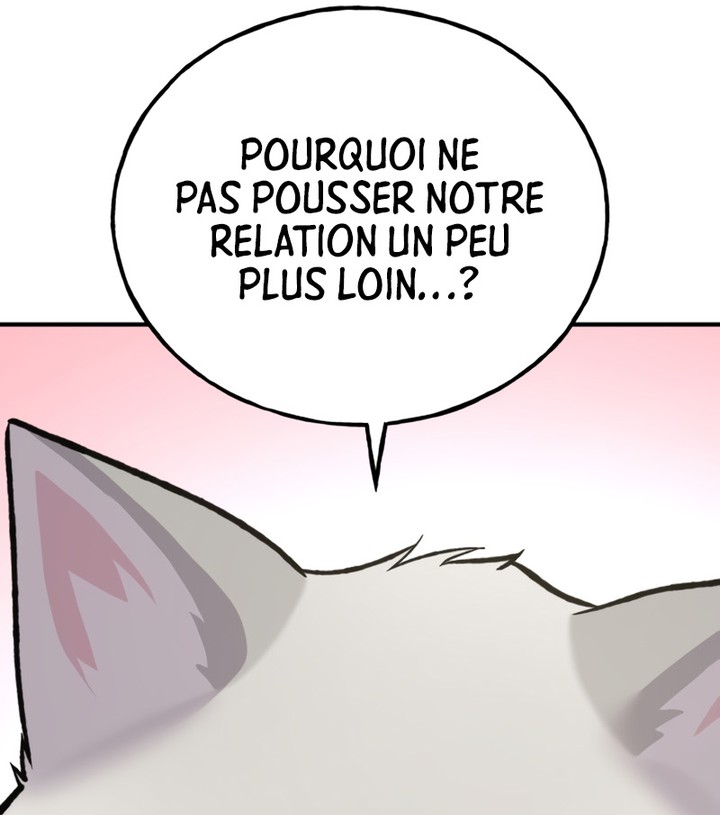 POURQUOI NE
PAS POUSSER NOTRE
RELATION UN PEU
PLUS LOIN...?